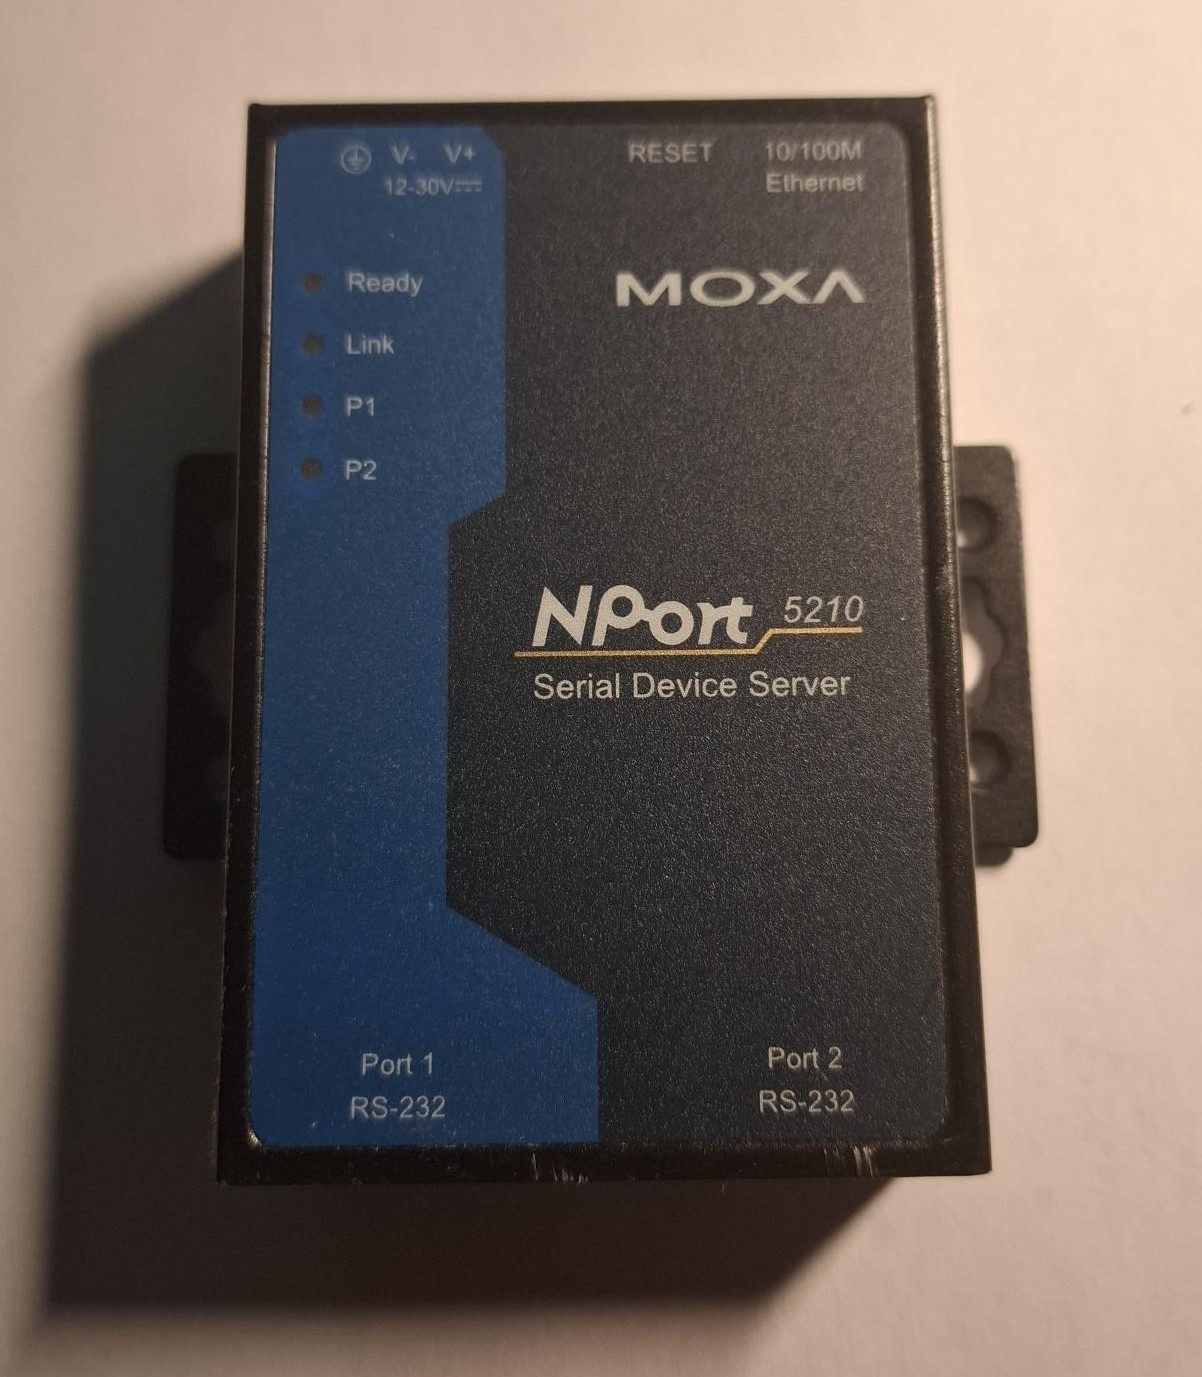 V- V+
12-30V
RESET
10/100M
Ethernet
MOXA
Ready
Link
P1
P2
NPort 5210
Serial Device Server
Port 1
RS-232
Port 2
RS-232